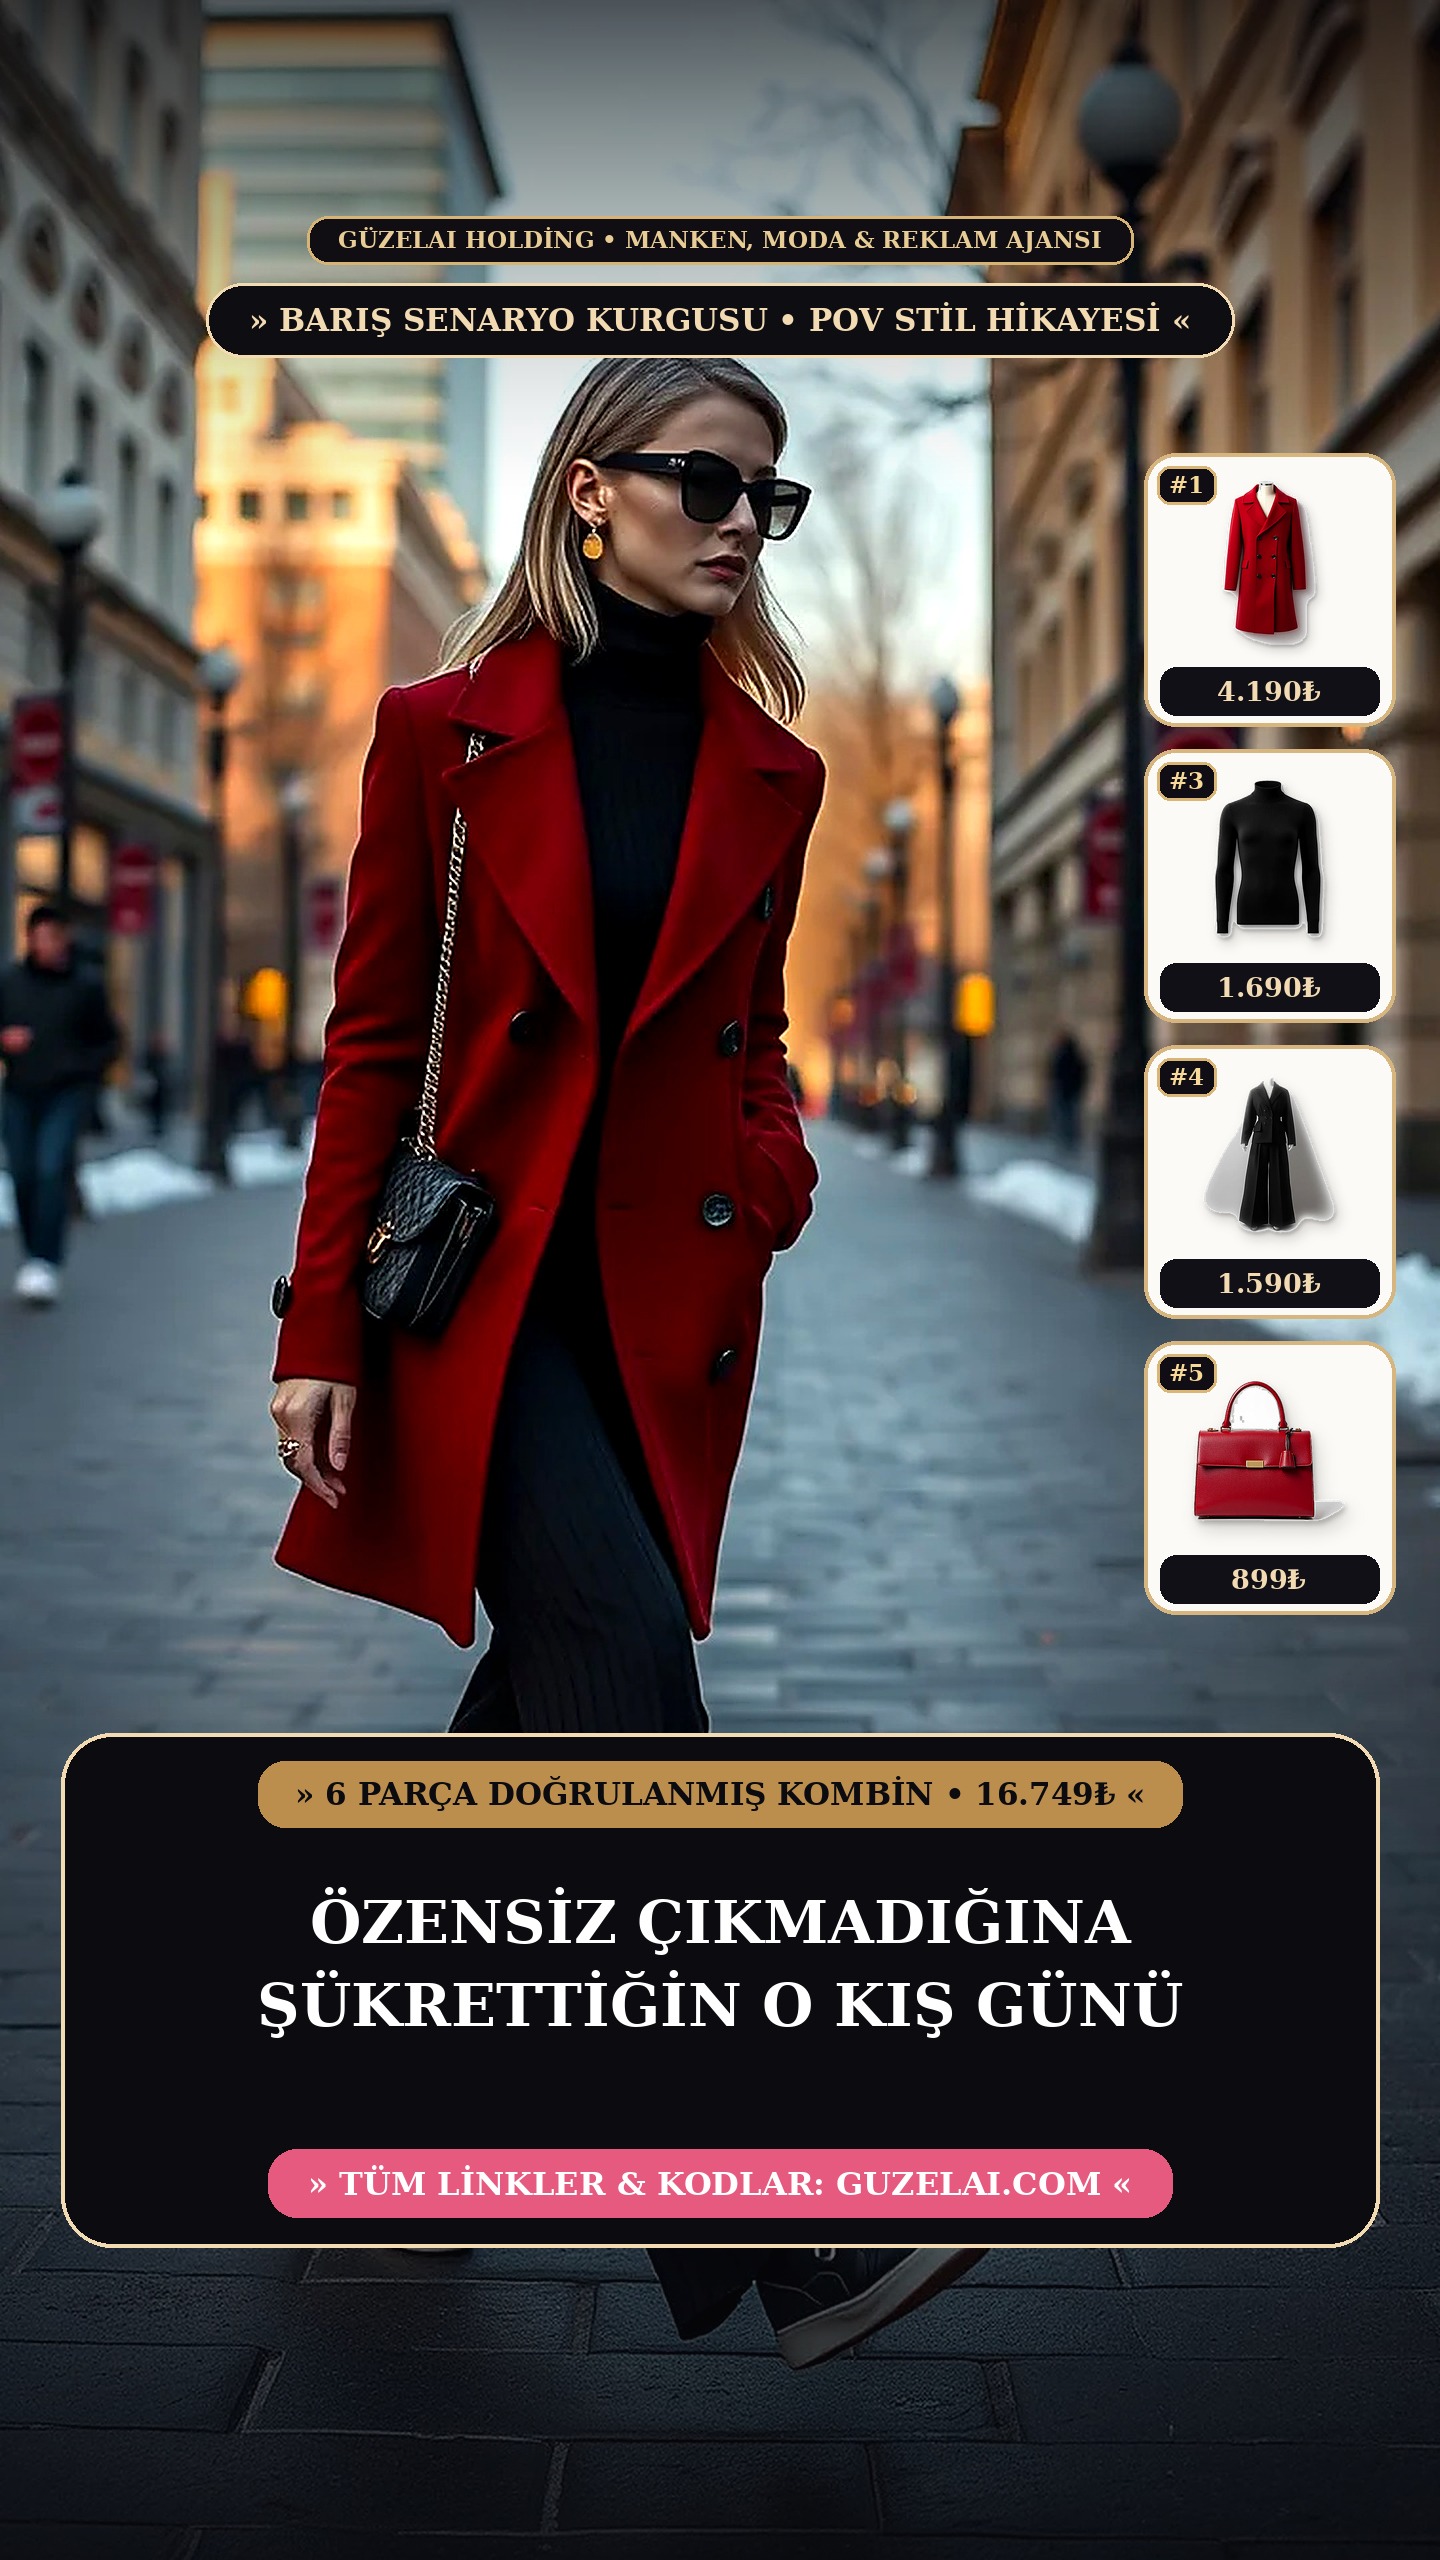 GÜZELAI HOLDİNG • MANKEN, MODA & REKLAM AJANSI
» BARIŞ SENARYO KURGUSU • POV STİL HİKAYESİ «
#1
4.190₺
#3
1.690₺
#4
1.590₺
#5
899₺
» 6 PARÇA DOĞRULANMIŞ KOMBİN • 16.749₺ «
ÖZENSİZ ÇIKMADIĞINA
ŞÜKRETTİĞİN O KIŞ GÜNÜ
» TÜM LİNKLER & KODLAR: GUZELAI.COM «